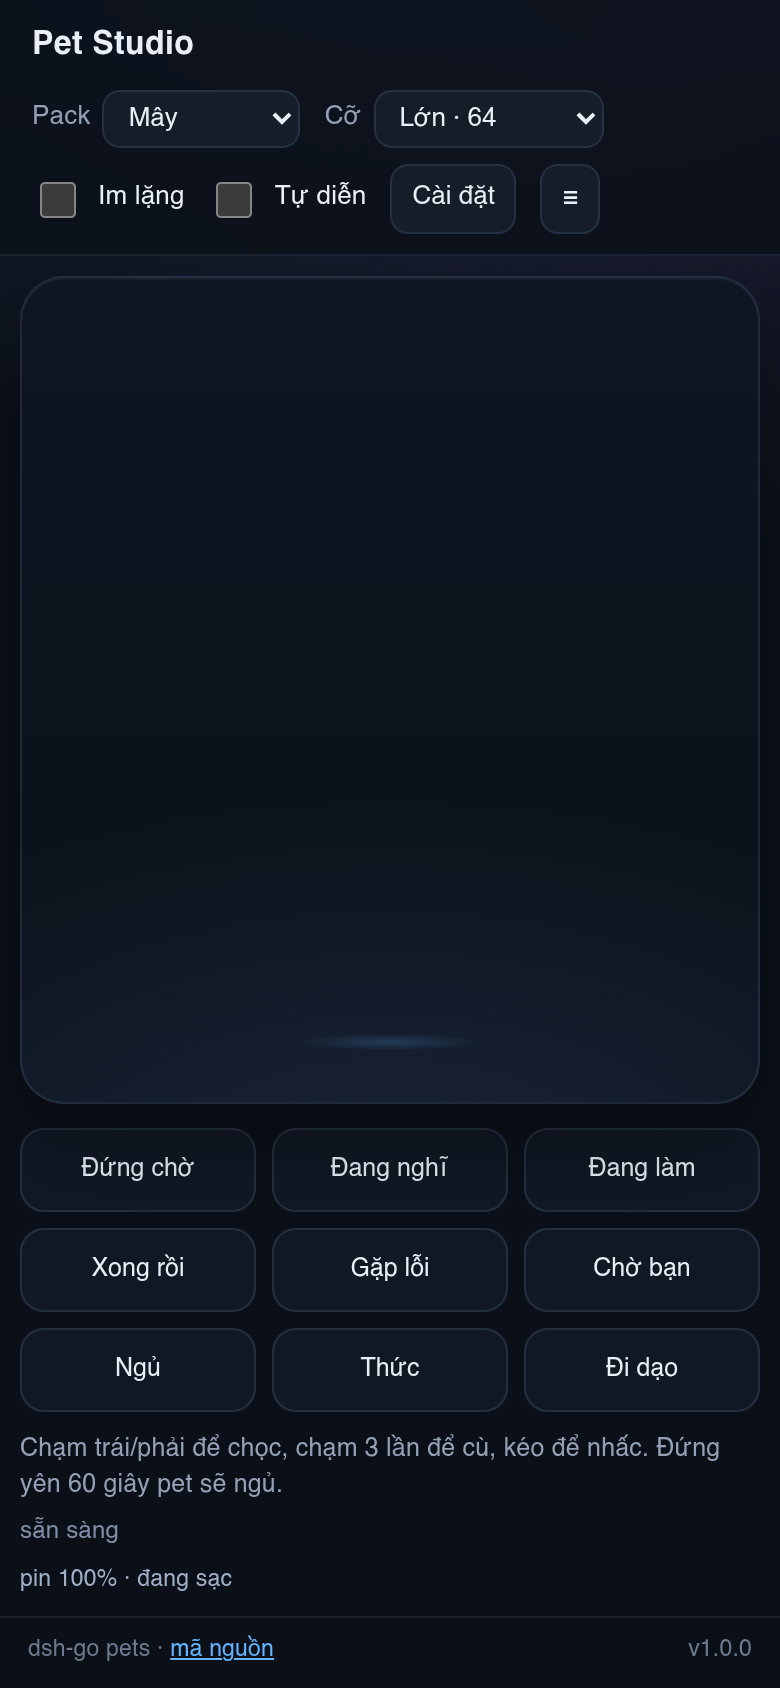 Pet Studio
Pack Mây Cỡ Lớn · 64
Im lặng Tự diễn Cài đặt ≡
Đứng chờ Đang nghĩ Đang làm
Xong rồi Gặp lỗi Chờ bạn
Ngủ Thức Đi dạo
Chạm trái/phải để chọc, chạm 3 lần để cù, kéo để nhấc. Đứng
yên 60 giây pet sẽ ngủ.
sẵn sàng
pin 100% · đang sạc
dsh-go pets · mã nguồn v1.0.0